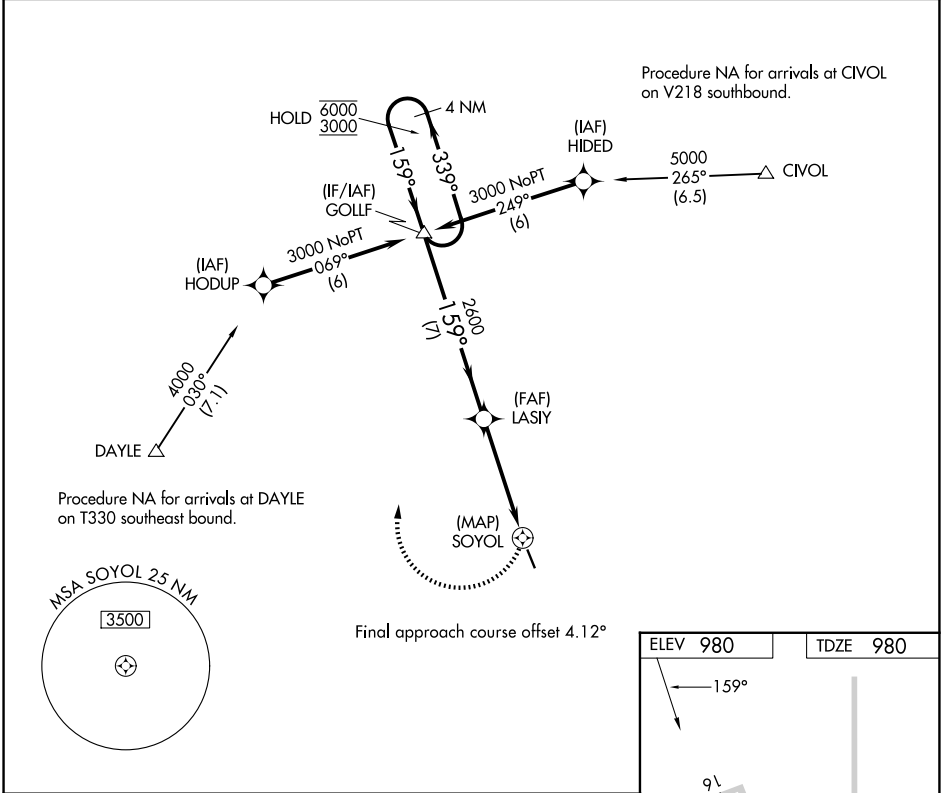 Procedure NA for arrivals at CIVOL
on V218 southbound.
HOLD 6000
3000
4 NM
159°
339°
(IAF)
HIDED
5000
265°
(6.5)
CIVOL
3000 NoPT
249°
(6)
(IF/IAF)
GOLLF
3000 NoPT
069°
(6)
(IAF)
HODUP
2600
159°
(7)
4000
030°
(7.1)
DAYLE
(FAF)
LASIY
Procedure NA for arrivals at DAYLE
on T330 southeast bound.
(MAP)
SOYOL
MSA SOYOL 25 NM
3500
Final approach course offset 4.12°
ELEV 980
TDZE 980
159°
16